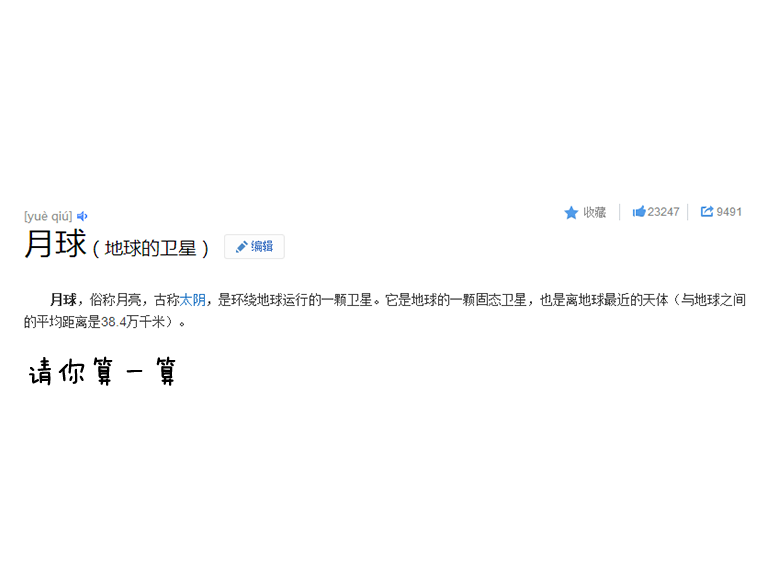 [yuè qiú]
收藏 23247 9491
月球（地球的卫星） 编辑
月球，俗称月亮，古称太阴，是环绕地球运行的一颗卫星。它是地球的一颗固态卫星，也是离地球最近的天体（与地球之间
的平均距离是38.4万千米）。
请你算一算